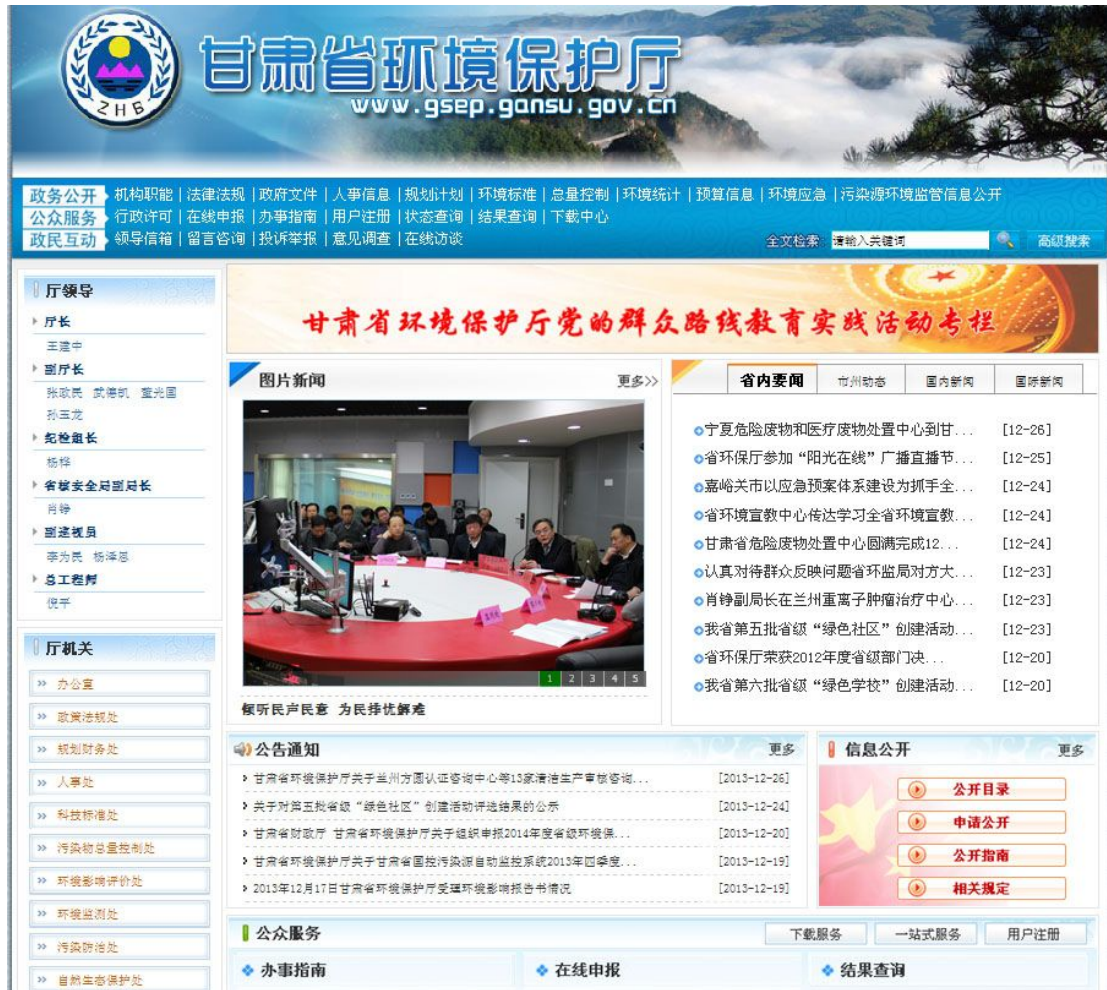 ZHB
甘肃省环境保护厅
www.gsep.gansu.gov.cn
政务公开 机构职能|法律法规|政府文件|人事信息|规划计划|环境标准|总量控制|环境统计|预算信息|环境应急|污染源环境监管信息公开
公众服务 行政许可|在线申报|办事指南|用户注册|状态查询|结果查询|下载中心
政民互动 领导信箱|留言咨询|投诉举报|意见调查|在线访谈
全文检索 请输入关键词 高级搜索
厅领导
厅长
王建中
副厅长
张政民 武德凯
孙玉龙
纪检组长
杨桦
省核安全局副局长
肖铮
副巡视员
李为民 杨泽恩
总工程师
倪平
厅机关
办公室
政策法规处
规划财务处
人事处
科技标准处
污染物总量控制处
环境影响评价处
环境监测处
污染防治处
自然生态保护处
甘肃省环境保护厅党的群众路线教育实践活动专栏
图片新闻 更多>>
1 2 3 4 5
倾听民声民意 为民排忧解难
省内要闻 市州动态 国内新闻 国际新闻
宁夏危险废物和医疗废物处置中心到甘... [12-26]
省环保厅参加“阳光在线”广播直播节... [12-25]
嘉峪关市以应急预案体系建设为抓手全... [12-24]
省环境宣教中心传达学习全省环境宣教... [12-24]
甘肃省危险废物处置中心圆满完成12... [12-24]
认真对待群众反映问题省环监局对方大... [12-23]
肖铮副局长在兰州重离子肿瘤治疗中心... [12-23]
我省第五批省级“绿色社区”创建活动... [12-23]
省环保厅荣获2012年度省级部门决... [12-20]
我省第六批省级“绿色学校”创建活动... [12-20]
公告通知 更多
甘肃省环境保护厅关于兰州方圆认证咨询中心等13家清洁生产审核咨询... [2013-12-26]
关于对第五批省级“绿色社区”创建活动评选结果的公示 [2013-12-24]
甘肃省财政厅 甘肃省环境保护厅关于组织申报2014年度省级环境保... [2013-12-20]
甘肃省环境保护厅关于甘肃省国控污染源自动监控系统2013年四季度... [2013-12-19]
2013年12月17日甘肃省环境保护厅受理环境影响报告书情况 [2013-12-19]
信息公开 更多
公开目录
申请公开
公开指南
相关规定
公众服务 下载服务 一站式服务 用户注册
办事指南 在线申报 结果查询